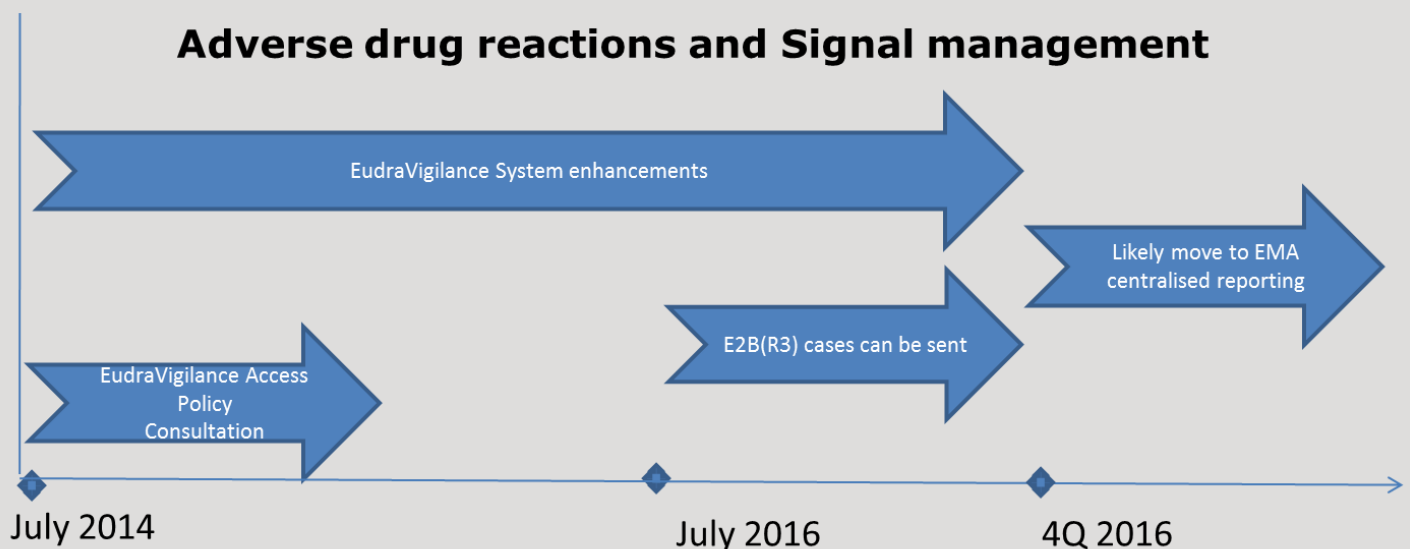 Adverse drug reactions and Signal management
EudraVigilance System enhancements
Likely move to EMA
centralised reporting
E2B(R3) cases can be sent
EudraVigilance Access
Policy
Consultation
July 2014
July 2016
4Q 2016